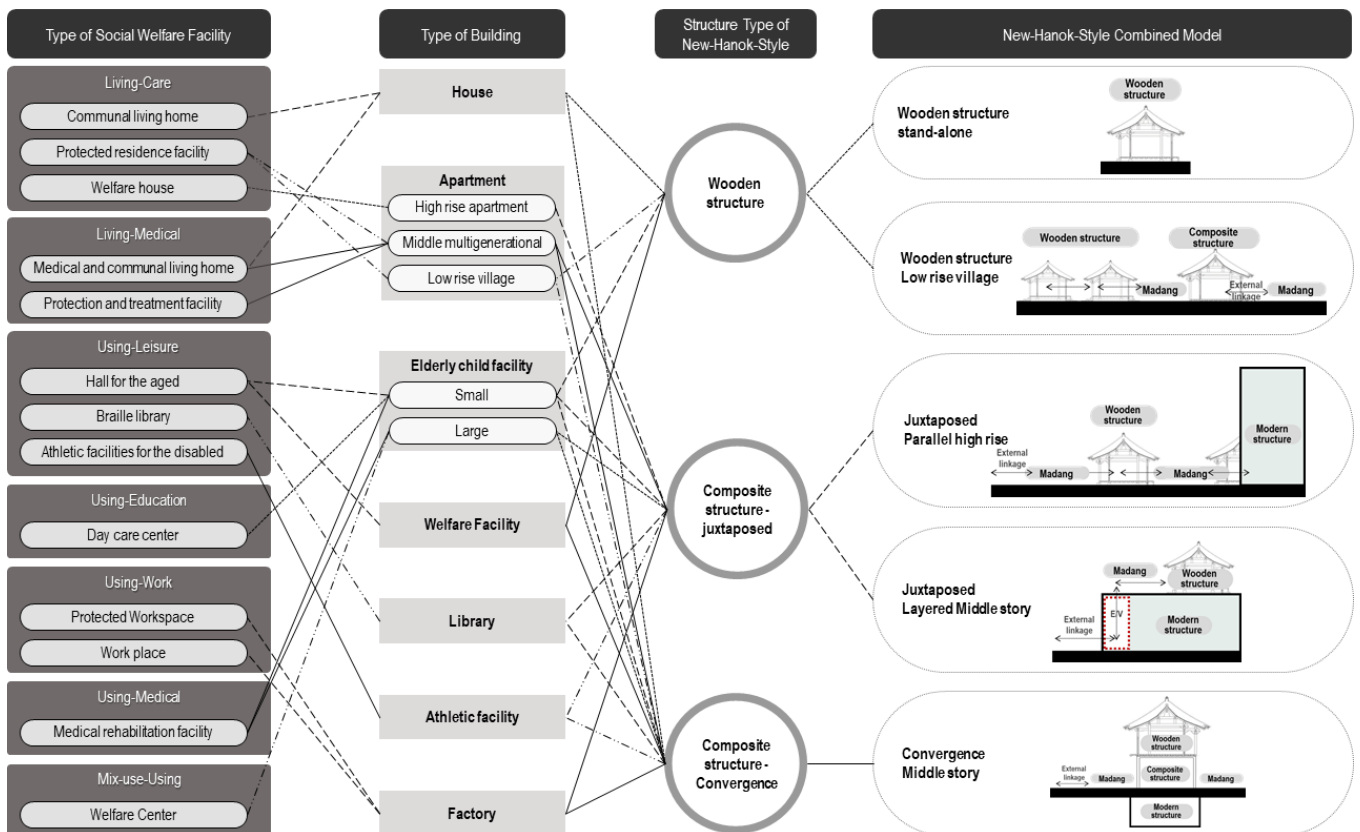 Type of Social Welfare Facility
Type of Building
Structure Type of
New-Hanok-Style
New-Hanok-Style Combined Model
Living-Care
Communal living home
Protected residence facility
Welfare house
Living-Medical
Medical and communal living home
Protection and treatment facility
Using-Leisure
Hall for the aged
Braille library
Athletic facilities for the disabled
Using-Education
Day care center
Using-Work
Protected Workspace
Work place
Using-Medical
Medical rehabilitation facility
Mix-use-Using
Welfare Center
House
Apartment
High rise apartment
Middle multigenerational
Low rise village
Elderly child facility
Small
Large
Welfare Facility
Library
Athletic facility
Factory
Wooden
structure
Composite
structure -
juxtaposed
Composite
structure -
Convergence
Wooden structure
stand-alone
Wooden
structure
Wooden structure
Low rise village
Wooden structure
Composite
structure
Madang
External
linkage
Madang
Juxtaposed
Parallel high rise
Wooden
structure
Modern
structure
External
linkage
Madang
Madang
Juxtaposed
Layered Middle story
Madang
Wooden
structure
E/V
External
linkage
Modern
structure
Convergence
Middle story
Wooden
structure
External
linkage
Madang
Composite
structure
Madang
Modern
structure